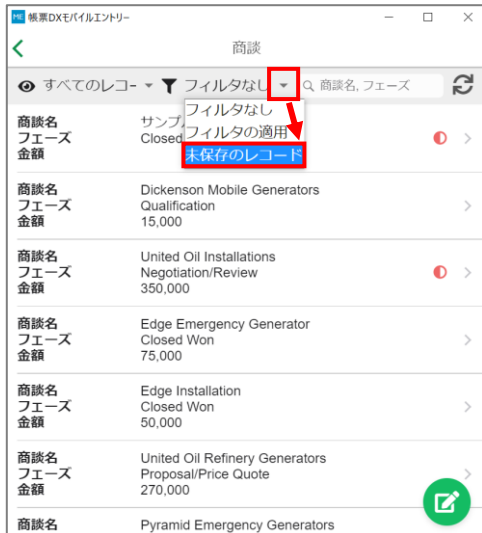 ME 帳票DXモバイルエントリー
商談
すべてのレコー フィルタなし 商談名, フェーズ
フィルタなし
フィルタの適用
未保存のレコード
商談名 サンプ
フェーズ Closed
金額
商談名 Dickenson Mobile Generators
フェーズ Qualification
金額 15,000
商談名 United Oil Installations
フェーズ Negotiation/Review
金額 350,000
商談名 Edge Emergency Generator
フェーズ Closed Won
金額 75,000
商談名 Edge Installation
フェーズ Closed Won
金額 50,000
商談名 United Oil Refinery Generators
フェーズ Proposal/Price Quote
金額 270,000
商談名 Pyramid Emergency Generators